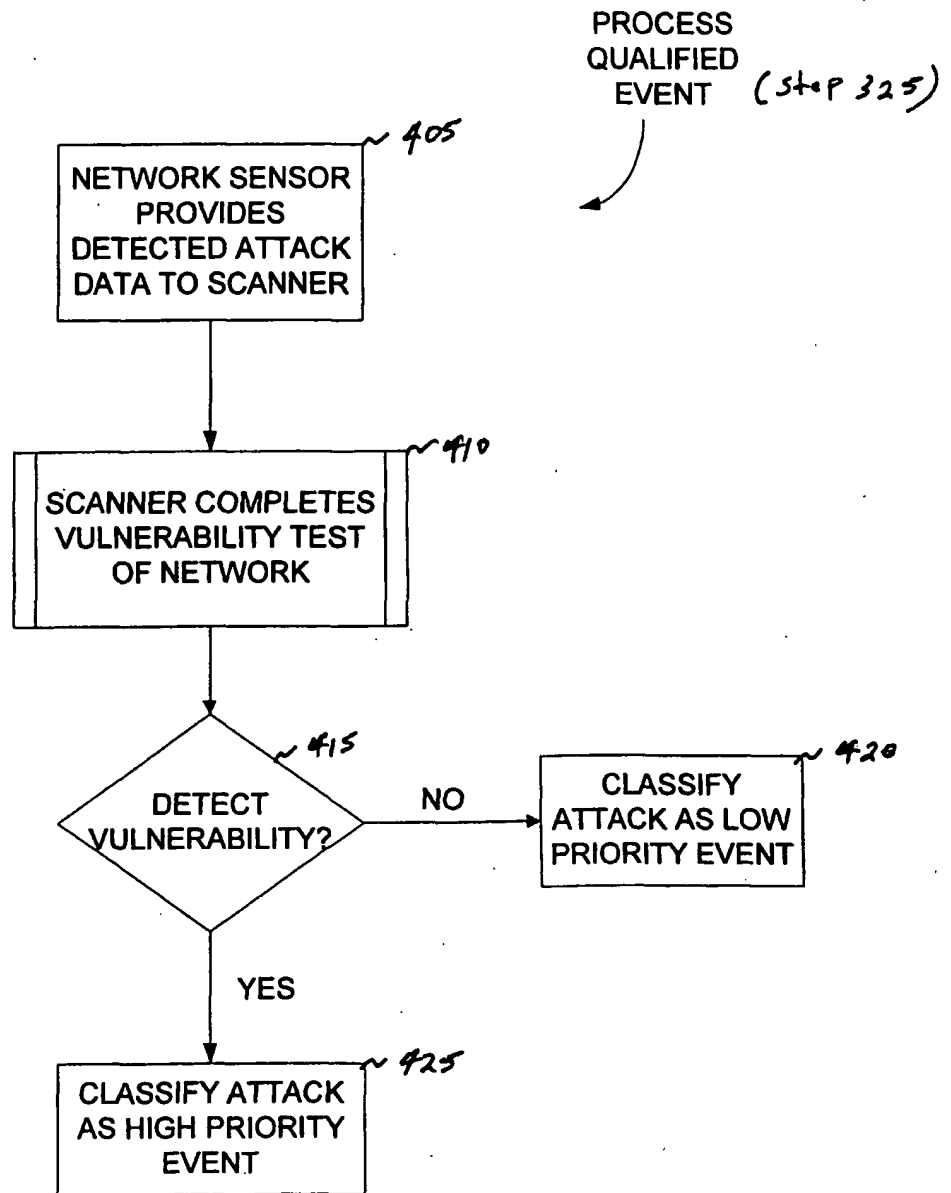 PROCESS
QUALIFIED
EVENT (Step 325)
405
NETWORK SENSOR
PROVIDES
DETECTED ATTACK
DATA TO SCANNER
410
SCANNER COMPLETES
VULNERABILITY TEST
OF NETWORK
415
DETECT
VULNERABILITY?
NO
420
CLASSIFY
ATTACK AS LOW
PRIORITY EVENT
YES
425
CLASSIFY ATTACK
AS HIGH PRIORITY
EVENT